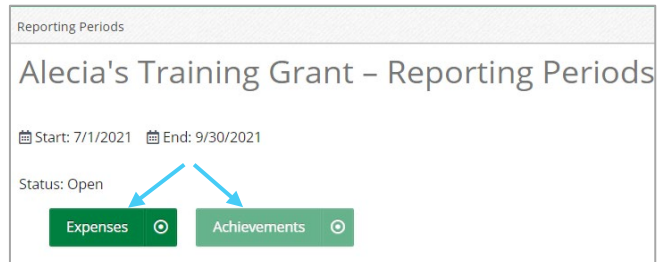 Reporting Periods
Alecia's Training Grant – Reporting Periods
Start: 7/1/2021 End: 9/30/2021
Status: Open
Expenses Achievements